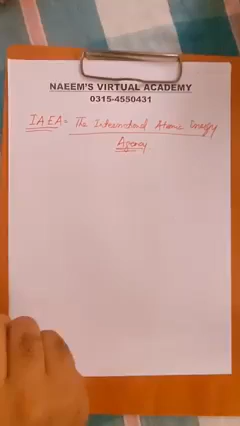 NAEEM'S VIRTUAL ACADEMY
0315-4550431
IAEA= The International Atomic Energy
Agency